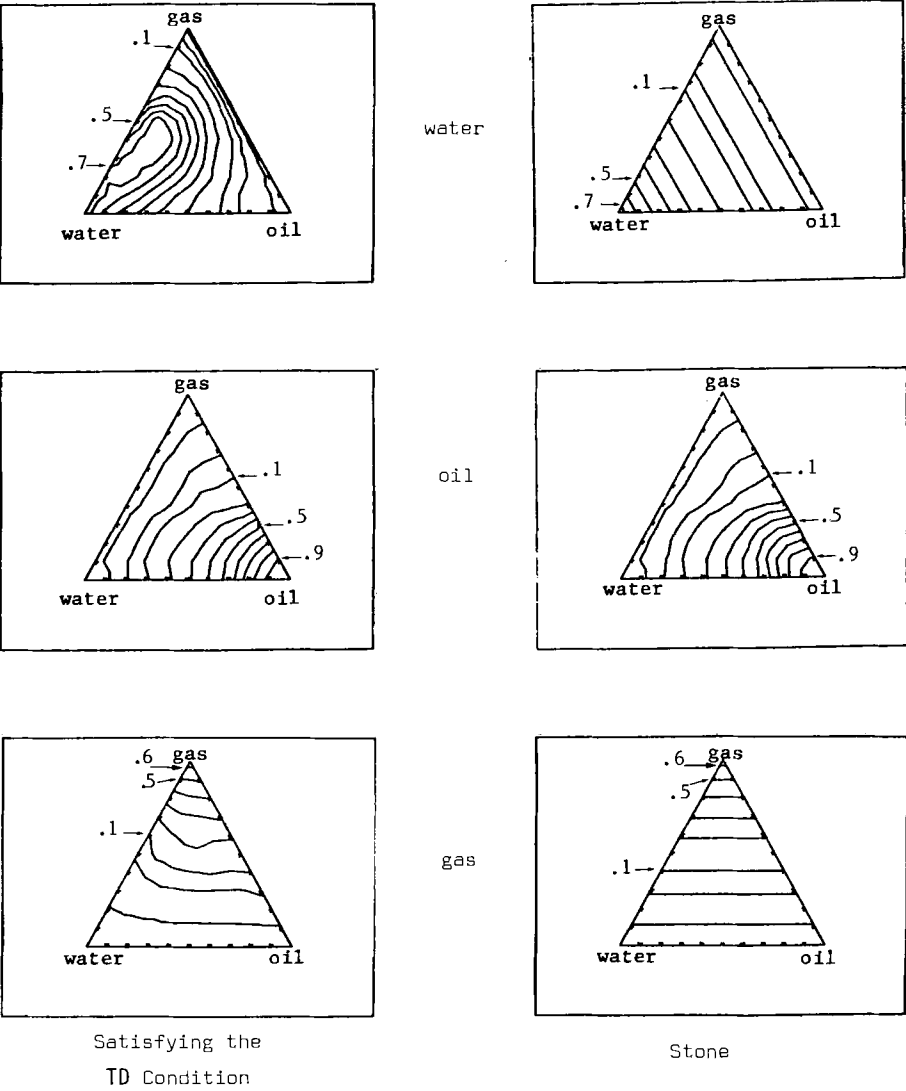 gas
.1
.5
.7
water
oil
water
gas
.1
.5
.7
water
oil
gas
.1
.5
.9
water
oil
oil
gas
.1
.5
.9
water
oil
gas
.6
.5
.1
water
oil
gas
gas
.6
.5
.1
water
oil
Satisfying the
TD Condition
Stone